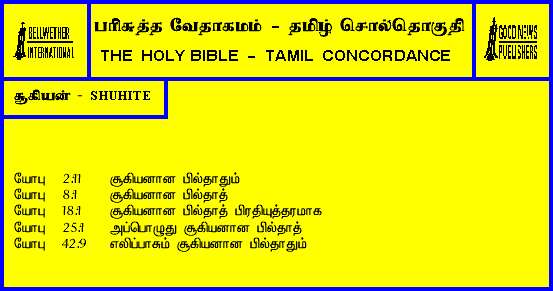 BELLWETHER
INTERNATIONAL
பரிசுத்த வேதாகமம் - தமிழ் சொல்தொகுதி
THE HOLY BIBLE - TAMIL CONCORDANCE
GOOD NEWS
PUBLISHERS
சூகியன் - SHUHITE
யோபு 2:11 சூகியனான பில்தாதும்
யோபு 8:1 சூகியனான பில்தாத்
யோபு 18:1 சூகியனான பில்தாத் பிரதியுத்தரமாக
யோபு 25:1 அப்பொழுது சூகியனான பில்தாத்
யோபு 42:9 எலிப்பாசும் சூகியனான பில்தாதும்